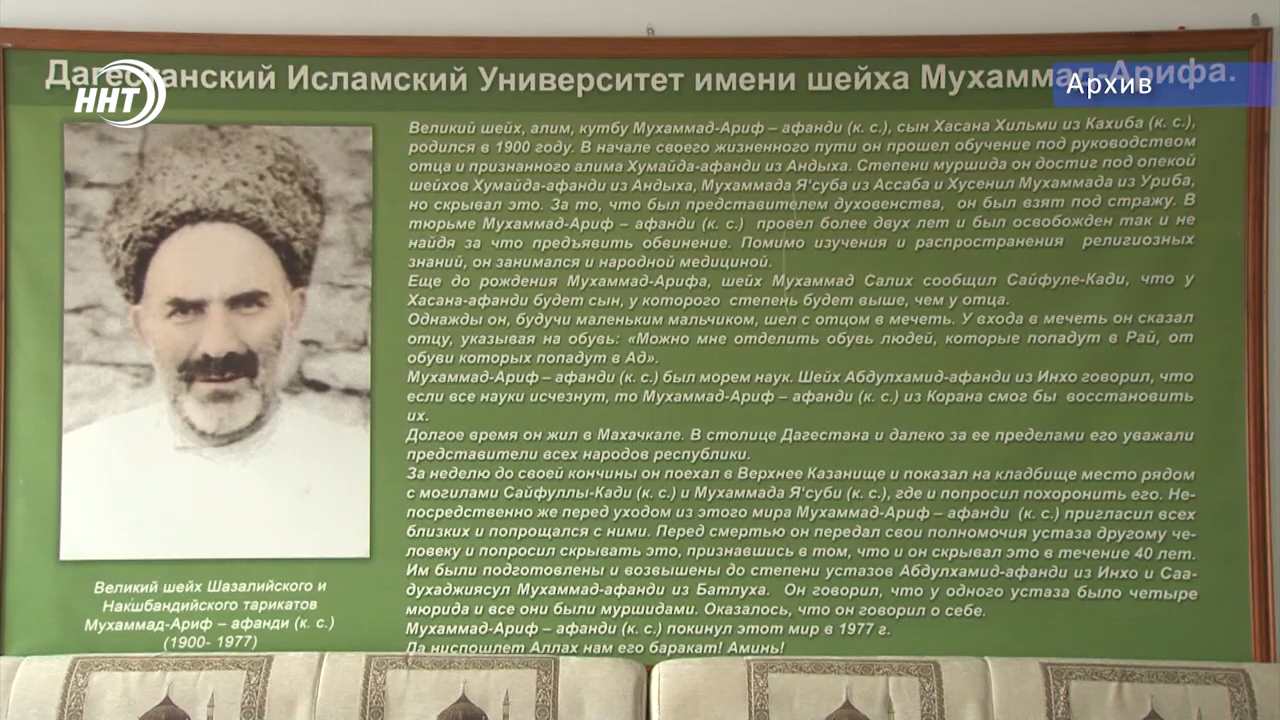 Дагестанский Исламский Университет имени шейха Мухаммад-Арифа.
ННТ
Архив
Великий шейх, алим, кутбу Мухаммад-Ариф – афанди (к. с.), сын Хасана Хильми из Кахиба (к. с.),
родился в 1900 году. В начале своего жизненного пути он прошел обучение под руководством
отца и признанного алима Хумайда-афанди из Андыха. Степени муршида он достиг под опекой
шейхов Хумайда-афанди из Андыха, Мухаммада Я'суба из Ассаба и Хусенил Мухаммада из Уриба,
но скрывал это. За то, что был представителем духовенства, он был взят под стражу. В
тюрьме Мухаммад-Ариф – афанди (к. с.) провел более двух лет и был освобожден так и не
найдя за что предъявить обвинение. Помимо изучения и распространения религиозных
знаний, он занимался и народной медициной.
Еще до рождения Мухаммад-Арифа, шейх Мухаммад Салих сообщил Сайфуле-Кади, что у
Хасана-афанди будет сын, у которого степень будет выше, чем у отца.
Однажды он, будучи маленьким мальчиком, шел с отцом в мечеть. У входа в мечеть он сказал
отцу, указывая на обувь: «Можно мне отделить обувь людей, которые попадут в Рай, от
обуви которых попадут в Ад».
Мухаммад-Ариф – афанди (к. с.) был морем наук. Шейх Абдулхамид-афанди из Инхо говорил, что
если все науки исчезнут, то Мухаммад-Ариф – афанди (к. с.) из Корана смог бы восстановить
их.
Долгое время он жил в Махачкале. В столице Дагестана и далеко за ее пределами его уважали
представители всех народов республики.
За неделю до своей кончины он поехал в Верхнее Казанище и показал на кладбище место рядом
с могилами Сайфуллы-Кади (к. с.) и Мухаммада Я'суби (к. с.), где и попросил похоронить его. Не-
посредственно же перед уходом из этого мира Мухаммад-Ариф – афанди (к. с.) пригласил всех
близких и попрощался с ними. Перед смертью он передал свои полномочия устаза другому че-
ловеку и попросил скрывать это, признавшись в том, что и он скрывал это в течение 40 лет.
Им были подготовлены и возвышены до степени устазов Абдулхамид-афанди из Инхо и Саа-
духаджиясул Мухаммад-афанди из Батлуха. Он говорил, что у одного устаза было четыре
мюрида и все они были муршидами. Оказалось, что он говорил о себе.
Мухаммад-Ариф – афанди (к. с.) покинул этот мир в 1977 г.
Да ниспошлет Аллах нам его баракат! Аминь!
Великий шейх Шазалийского и
Накшбандийского тарикатов
Мухаммад-Ариф – афанди (к. с.)
(1900- 1977)